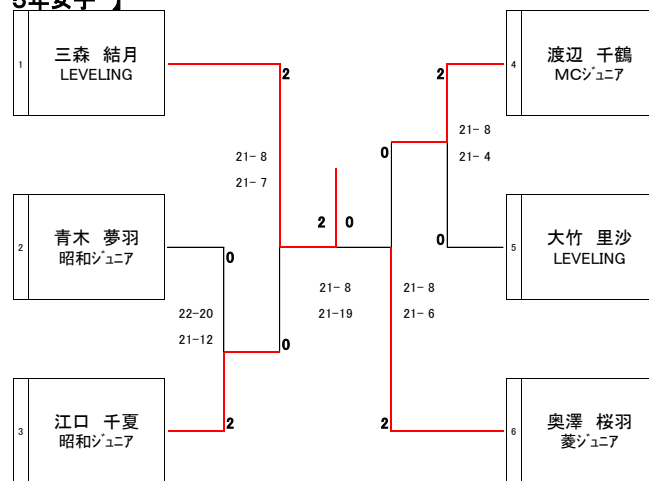 5年女子 】
1
三森 結月
LEVELING
2
4
渡辺 千鶴
MCジュニア
2
21- 8
21- 7
0
21- 8
21- 4
2
青木 夢羽
昭和ジュニア
0
2 0
0
5
大竹 里沙
LEVELING
22-20
21-12
0
21- 8
21-19
21- 8
21- 6
3
江口 千夏
昭和ジュニア
2
2
6
奥澤 桜羽
菱ジュニア